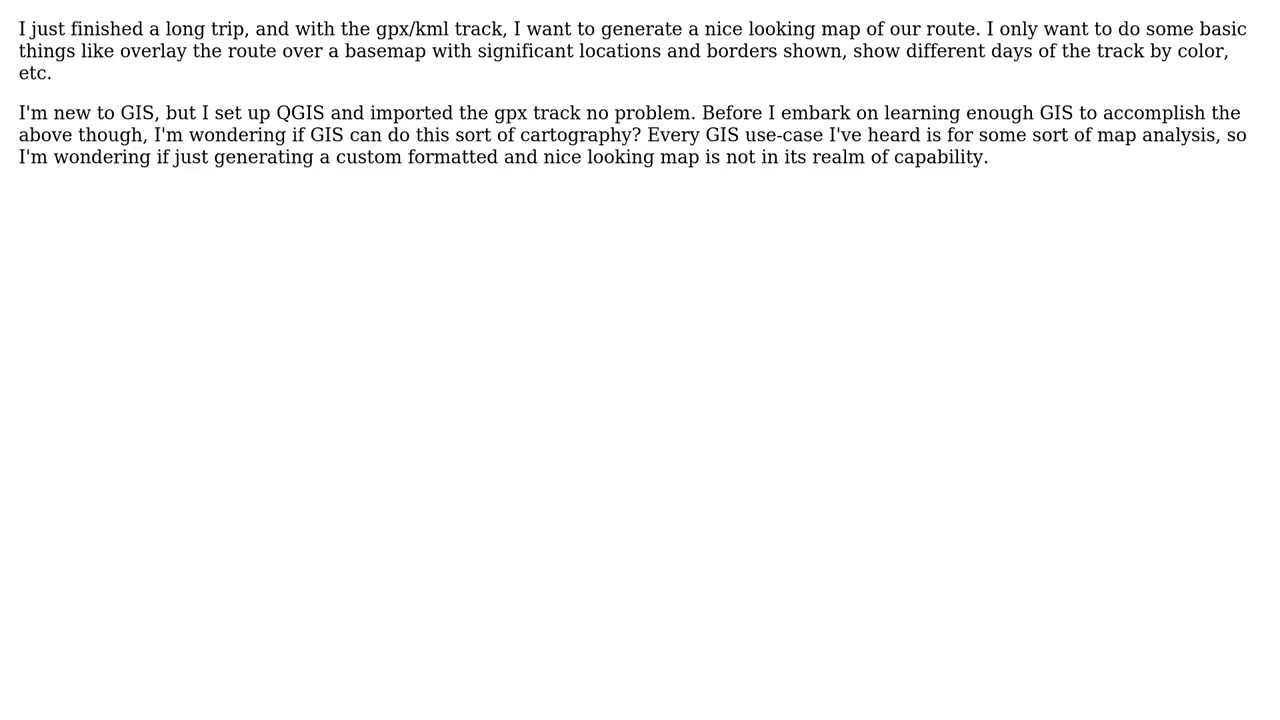 I just finished a long trip, and with the gpx/kml track, I want to generate a nice looking map of our route. I only want to do some basic
things like overlay the route over a basemap with significant locations and borders shown, show different days of the track by color,
etc.
I'm new to GIS, but I set up QGIS and imported the gpx track no problem. Before I embark on learning enough GIS to accomplish the
above though, I'm wondering if GIS can do this sort of cartography? Every GIS use-case I've heard is for some sort of map analysis, so
I'm wondering if just generating a custom formatted and nice looking map is not in its realm of capability.